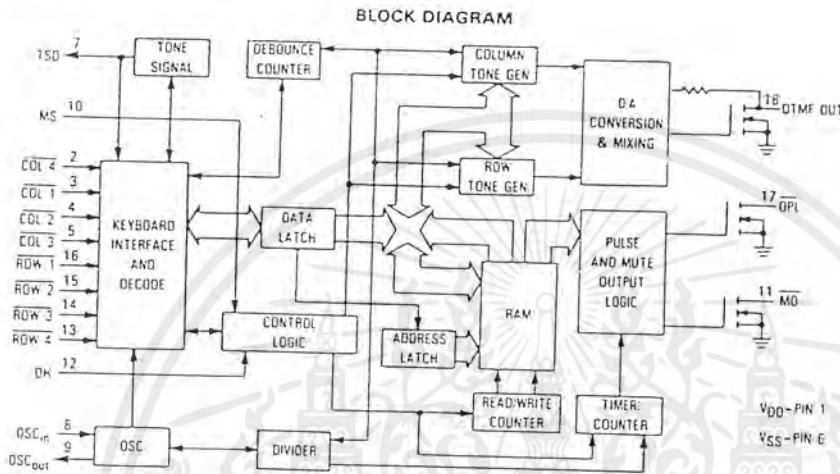 BLOCK DIAGRAM
TSO 7
TONE
SIGNAL
DEBOUNCE
COUNTER
COLUMN
TONE GEN
MS 10
D/A
CONVERSION
& MIXING
18 DTMF OUT
COL 4 2
COL 1 3
COL 2 4
COL 3 5
ROW 1 16
ROW 2 15
ROW 3 14
ROW 4 13
KEYBOARD
INTERFACE
AND
DECODE
ROW
TONE GEN.
DATA
LATCH
17 OPL
PULSE
AND MUTE
OUTPUT
LOGIC
RAM
11 MO
CONTROL
LOGIC
ADDRESS
LATCH
12
READ/WRITE
COUNTER
TIMER/
COUNTER
OSCin 8
OSCout 9
OSC
DIVIDER
VDD-PIN 1
VSS-PIN 6